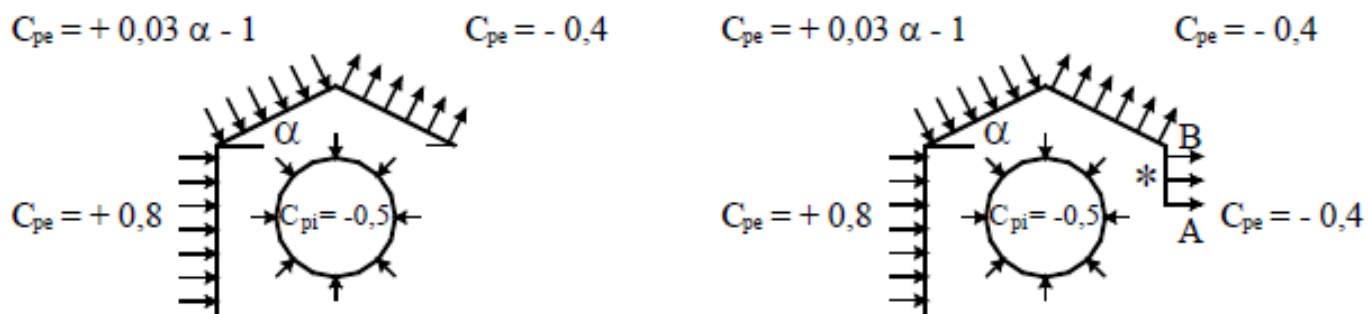 Cpe = + 0,03 α - 1 Cpe = - 0,4 Cpe = + 0,03 α - 1 Cpe = - 0,4
α α B
*
Cpe = + 0,8 Cpi = -0,5 Cpe = + 0,8 Cpi = -0,5 A Cpe = - 0,4